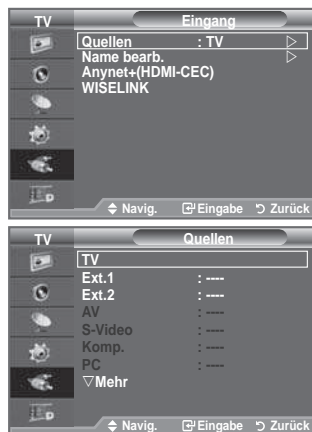 TV Eingang
Quellen : TV ▷
Name bearb. ▷
Anynet+(HDMI-CEC)
WISELINK
Navig. Eingabe Zurück
TV Quellen
TV
Ext.1 : ----
Ext.2 : ----
AV : ----
S-Video : ----
Komp. : ----
PC : ----
▽Mehr
Navig. Eingabe Zurück